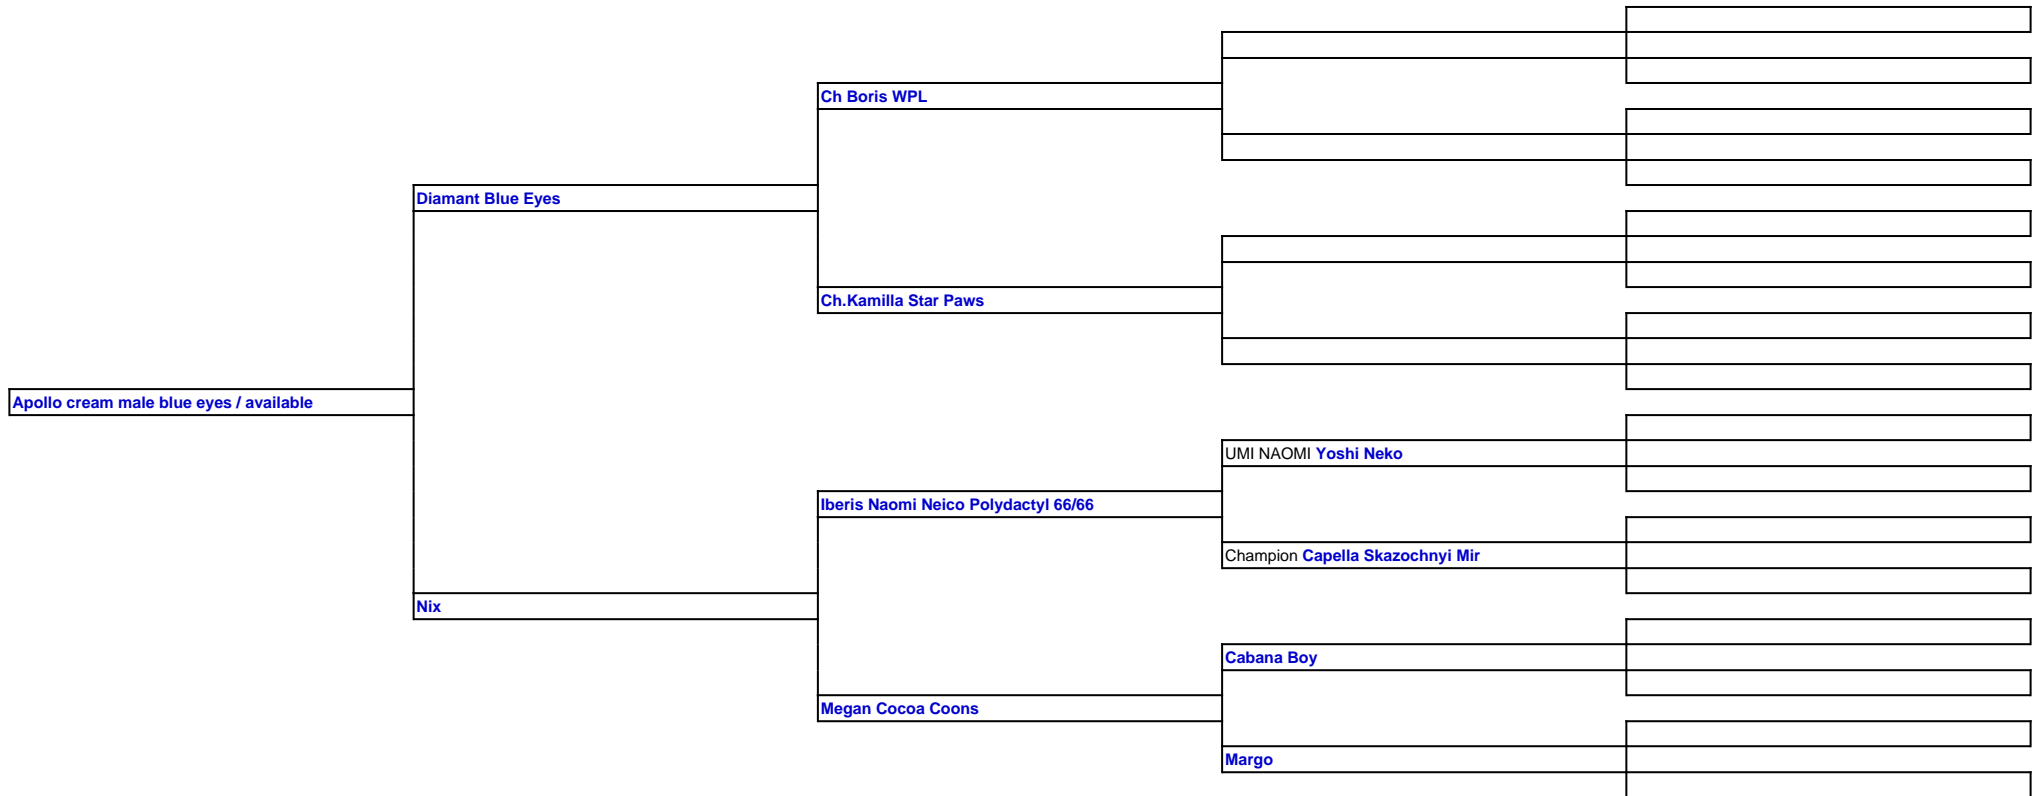 Ch Boris WPL
Diamant Blue Eyes
Ch.Kamilla Star Paws
Apollo cream male blue eyes / available
UMI NAOMI Yoshi Neko
Iberis Naomi Neico Polydactyl 66/66
Champion Capella Skazochnyi Mir
Nix
Cabana Boy
Megan Cocoa Coons
Margo